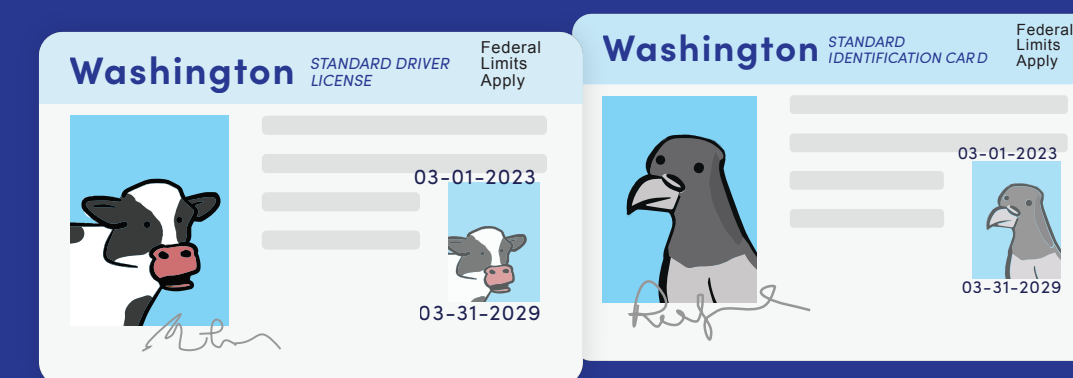 Washington
STANDARD DRIVER
LICENSE
Federal
Limits
Apply
03-01-2023
03-31-2029
Washington
STANDARD
IDENTIFICATION CARD
Federal
Limits
Apply
03-01-2023
03-31-2029